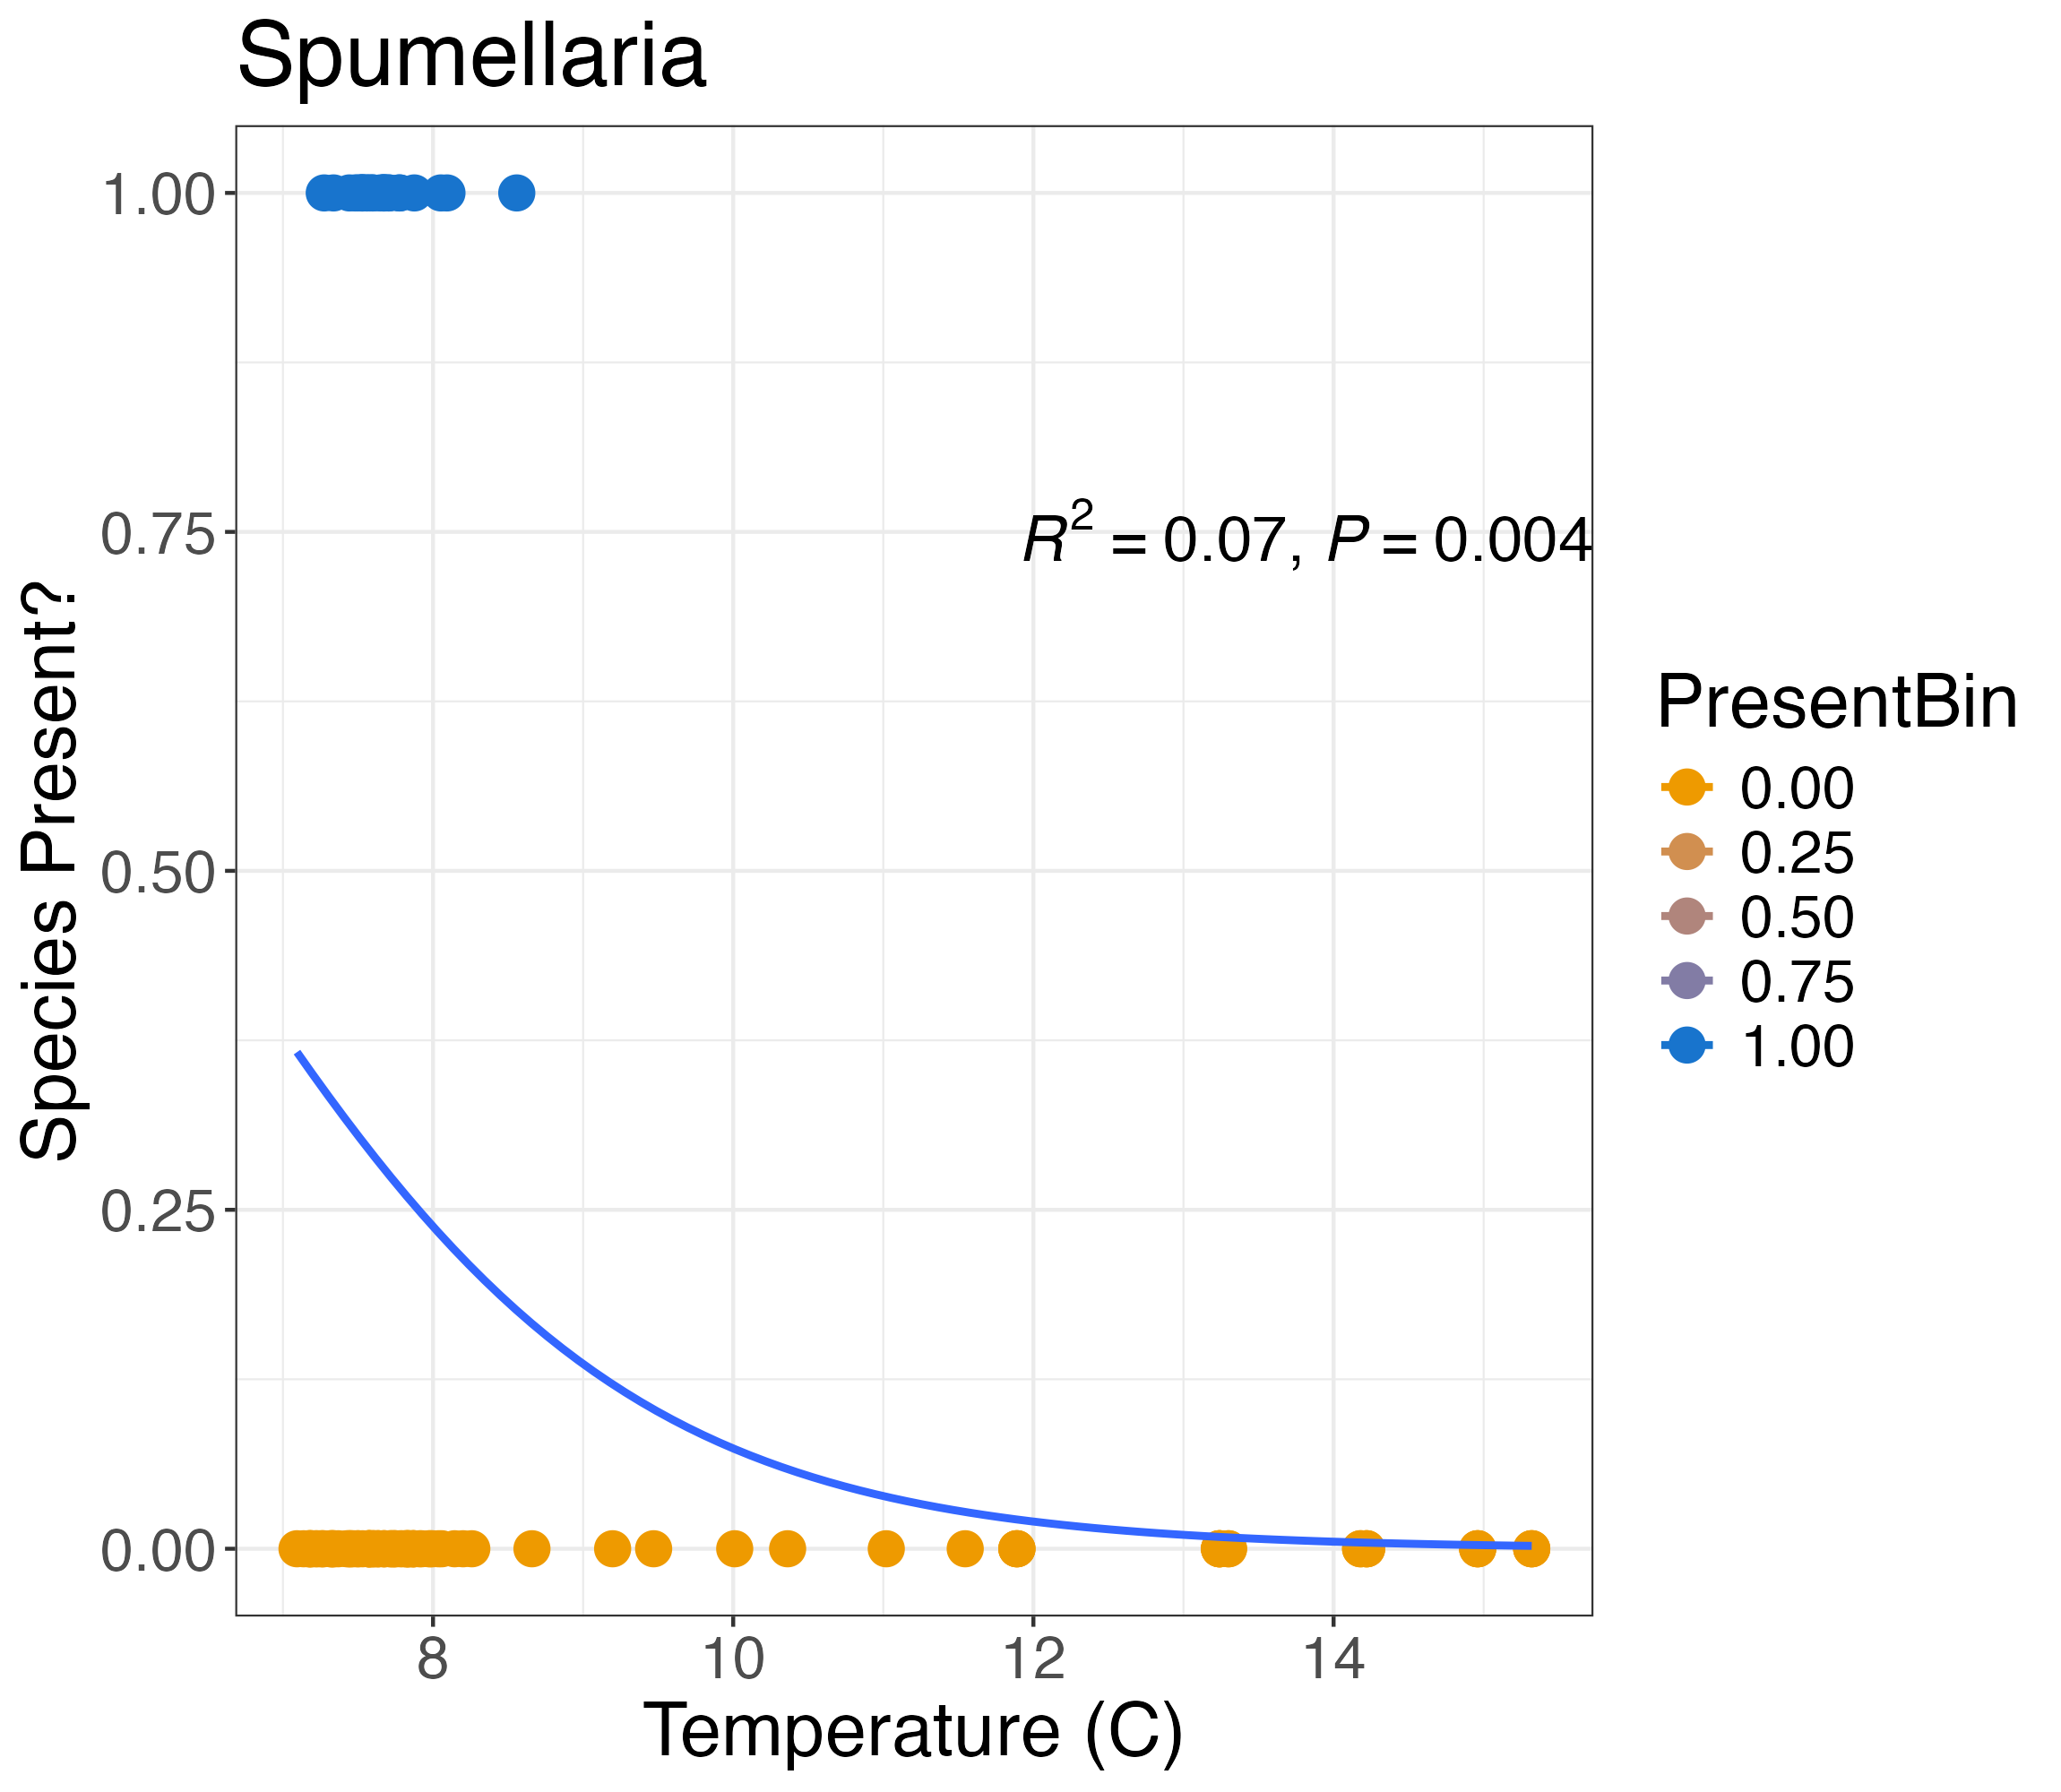 Spumellaria
1.00
0.75
0.50
0.25
0.00
Species Present?
R² = 0.07, P = 0.004
8 10 12 14
Temperature (C)
PresentBin
0.00
0.25
0.50
0.75
1.00